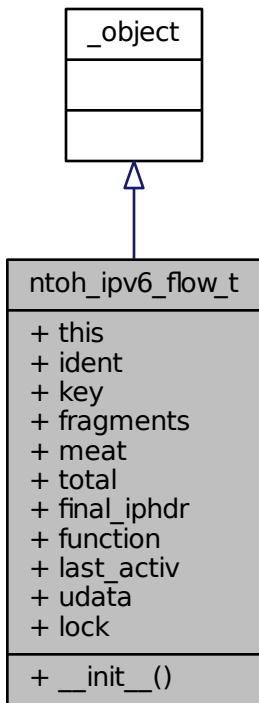 _object
ntoh_ipv6_flow_t
+ this
+ ident
+ key
+ fragments
+ meat
+ total
+ final_iphdr
+ function
+ last_activ
+ udata
+ lock
+ __init__()